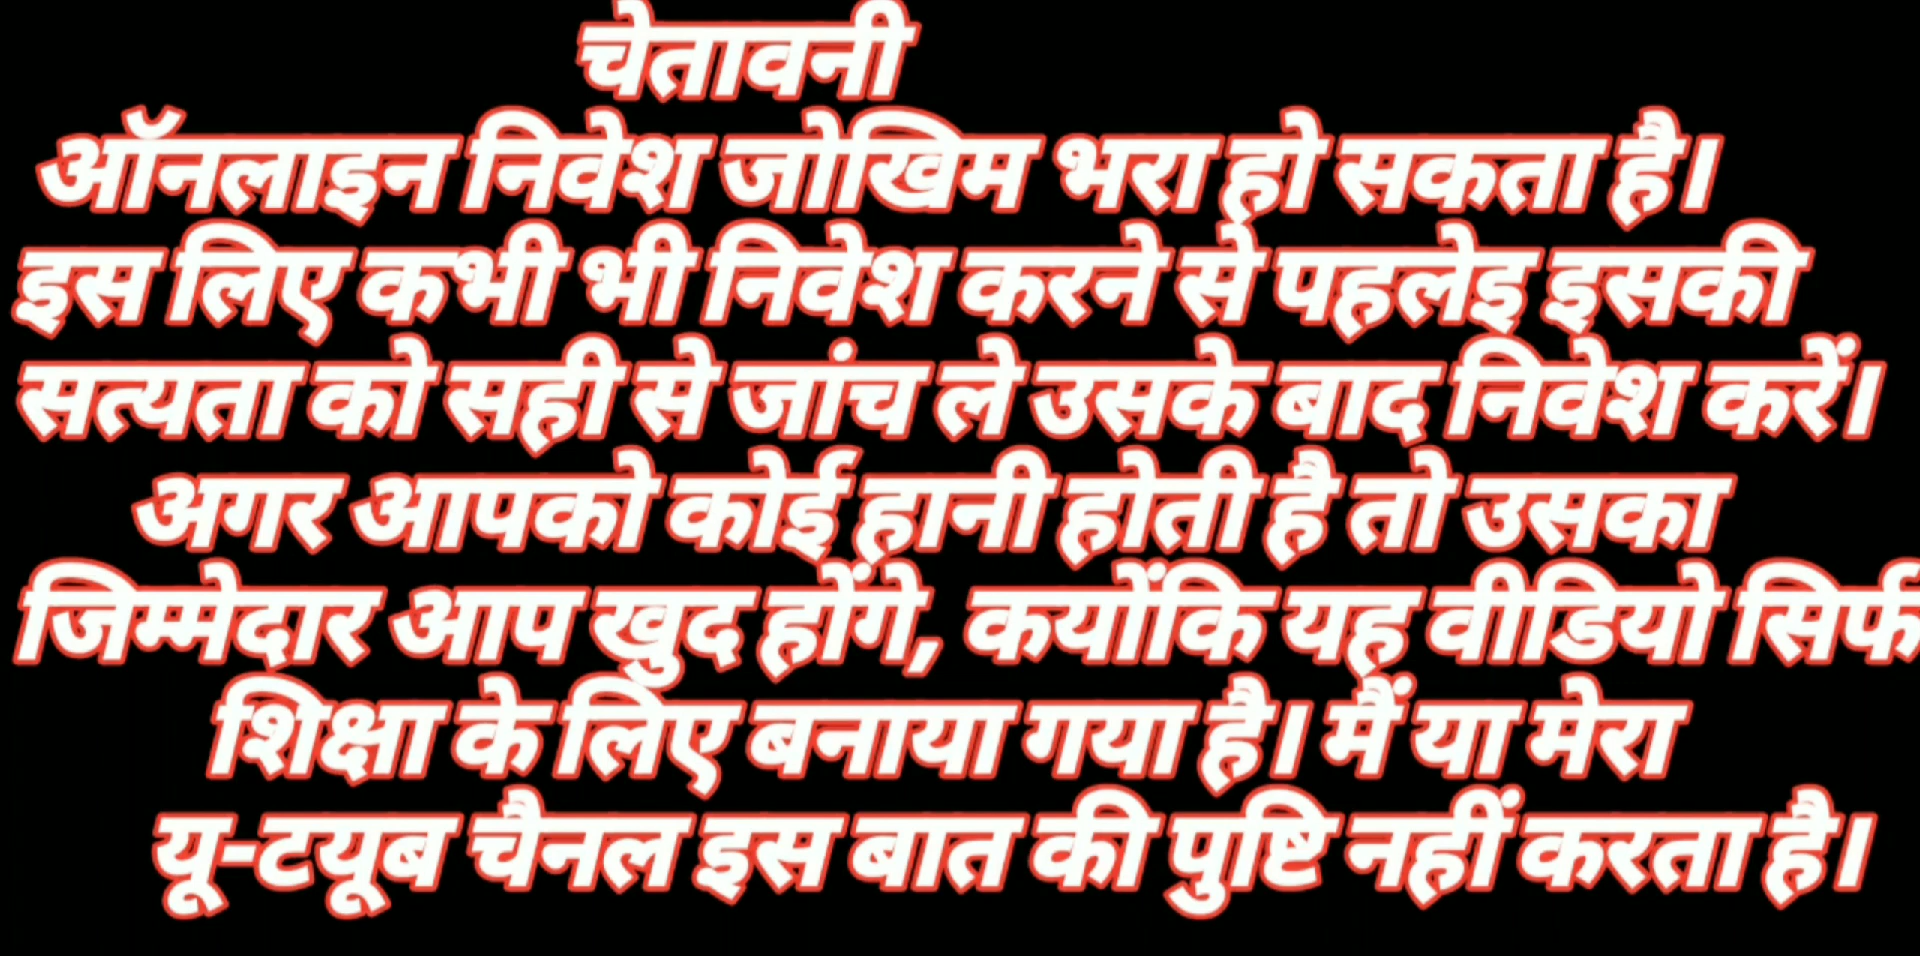 चेतावनी
ऑनलाइन निवेश जोखिम भरा हो सकता है।
इस लिए कभी भी निवेश करने से पहलेइ इसकी
सत्यता को सही से जांच ले उसके बाद निवेश करें।
अगर आपको कोई हानी होती है तो उसका
जिम्मेदार आप खुद होंगे, कयोंकि यह वीडियो सिर्फ
शिक्षा के लिए बनाया गया है। मैं या मेरा
यू-टयूब चैनल इस बात की पुष्टि नहीं करता है।